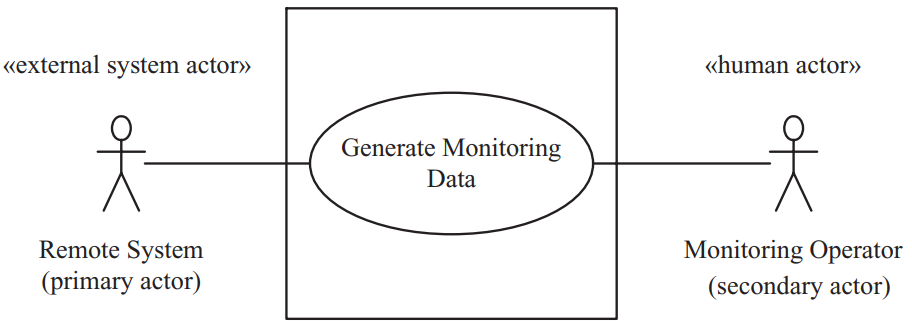 «external system actor»
«human actor»
Generate Monitoring
Data
Remote System
(primary actor)
Monitoring Operator
(secondary actor)